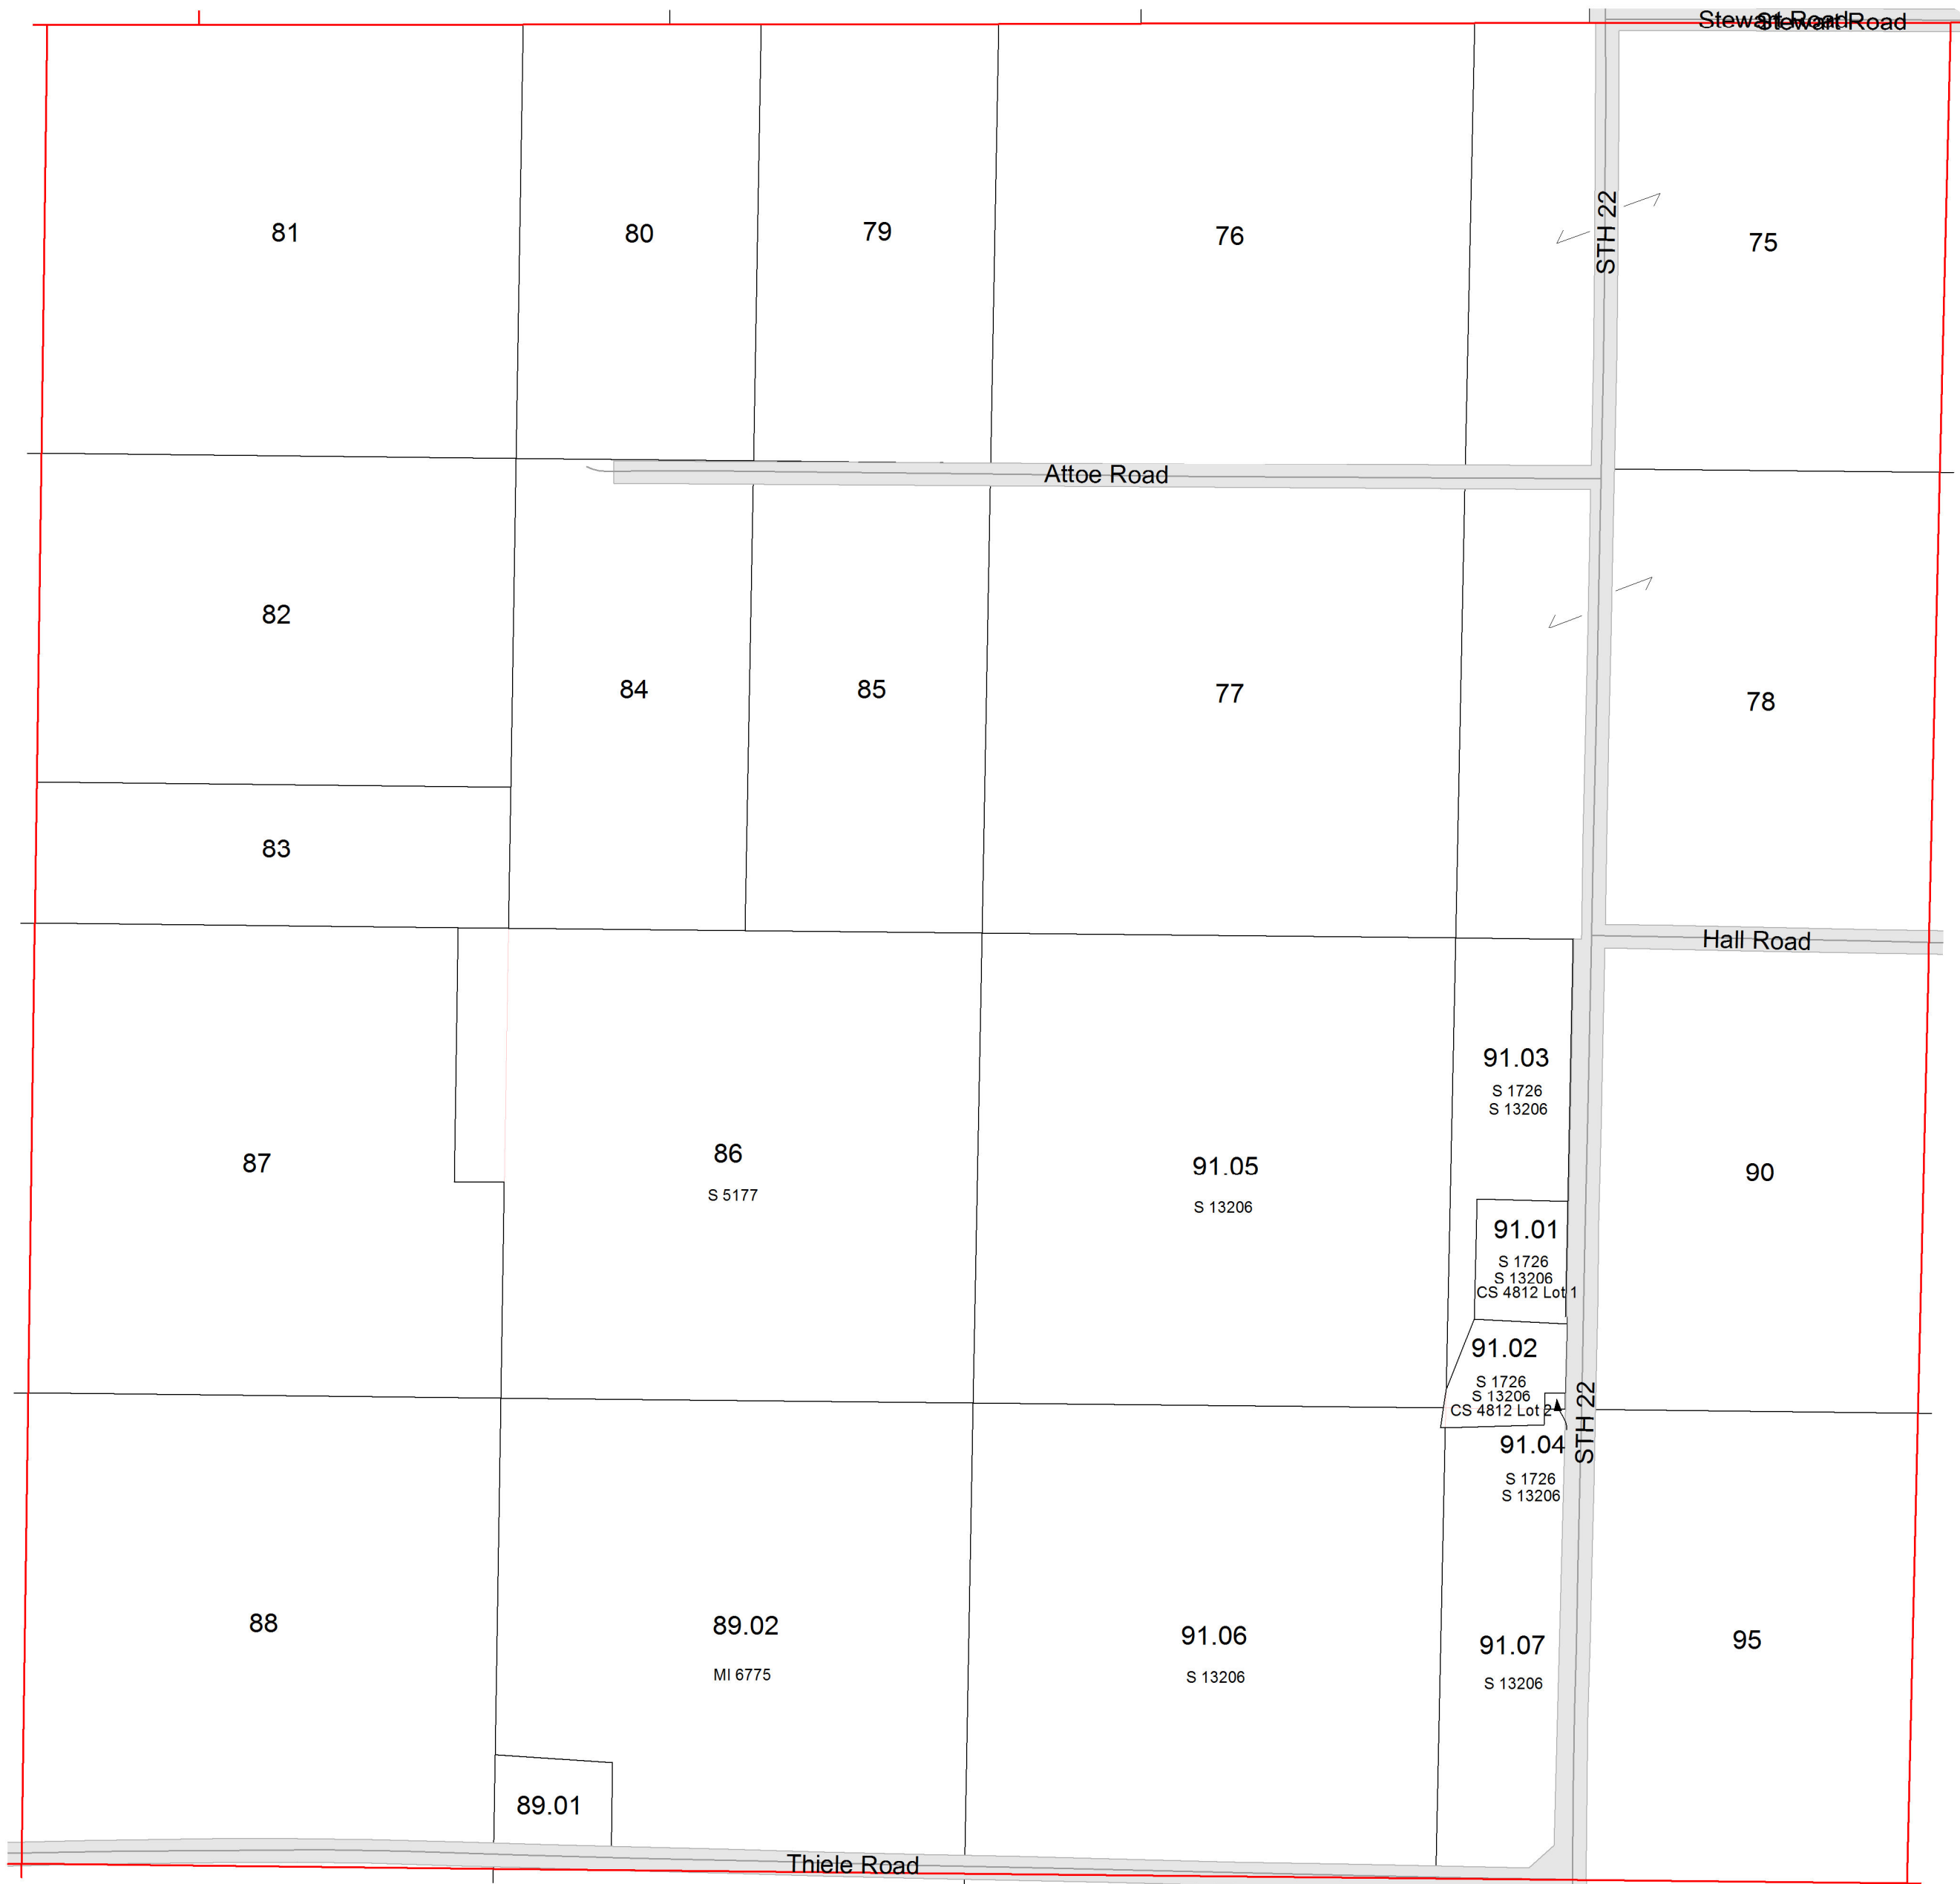 Stewart Road
Stewart Road
81
80
79
76
STH 22
75
Attoe Road
82
84
85
77
78
83
Hall Road
87
86
S 5177
91.05
S 13206
91.03
S 1726
S 13206
90
91.01
S 1726
S 13206
CS 4812 Lot 1
91.02
S 1726
S 13206
CS 4812 Lot 2
STH 22
91.04
S 1726
S 13206
88
89.02
MI 6775
91.06
S 13206
91.07
S 13206
95
89.01
Thiele Road